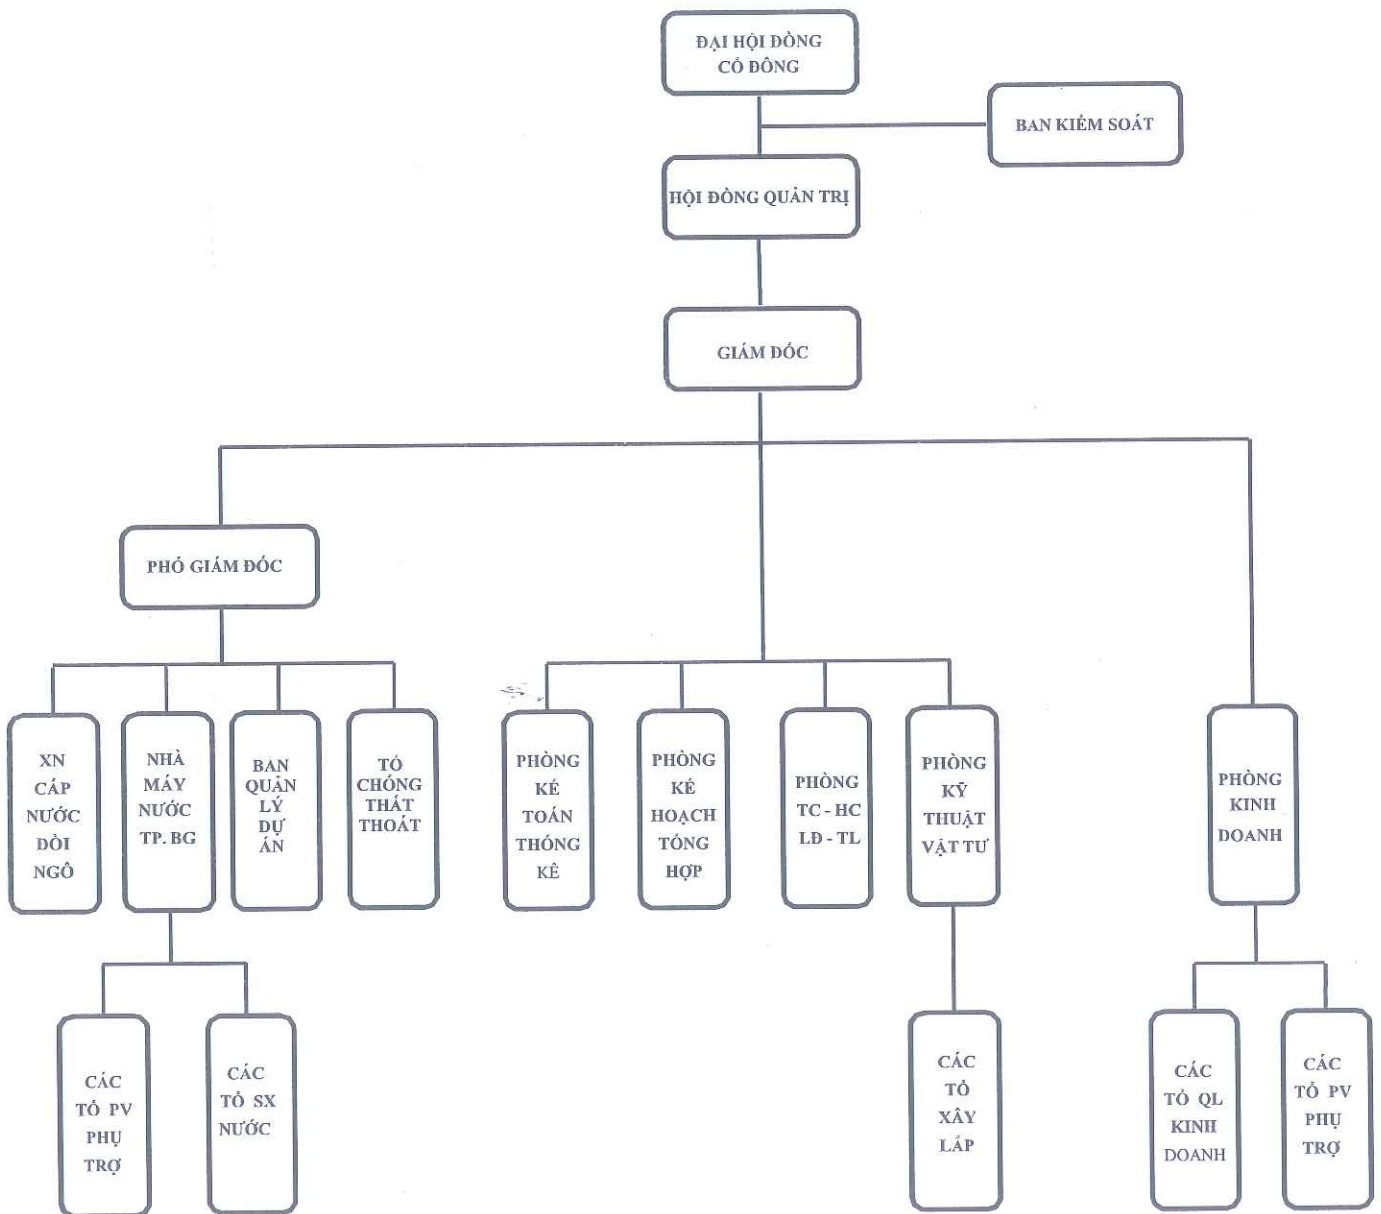 ĐẠI HỘI ĐỒNG
CỔ ĐÔNG
BAN KIỂM SOÁT
HỘI ĐỒNG QUẢN TRỊ
GIÁM ĐỐC
PHÓ GIÁM ĐỐC
XN
CẤP
NƯỚC
ĐỒI
NGÔ
NHÀ
MÁY
NƯỚC
TP. BG
BAN
QUẢN
LÝ
DỰ
ÁN
TỔ
CHỐNG
THẤT
THOÁT
PHÒNG
KẾ
TOÁN
THỐNG
KÊ
PHÒNG
KẾ
HOẠCH
TỔNG
HỢP
PHÒNG
TC - HC
LĐ - TL
PHÒNG
KỸ
THUẬT
VẬT TƯ
PHÒNG
KINH
DOANH
CÁC
TỔ PV
PHỤ
TRỢ
CÁC
TỔ SX
NƯỚC
CÁC
TỔ
XÂY
LẮP
CÁC
TỔ QL
KINH
DOANH
CÁC
TỔ PV
PHỤ
TRỢ